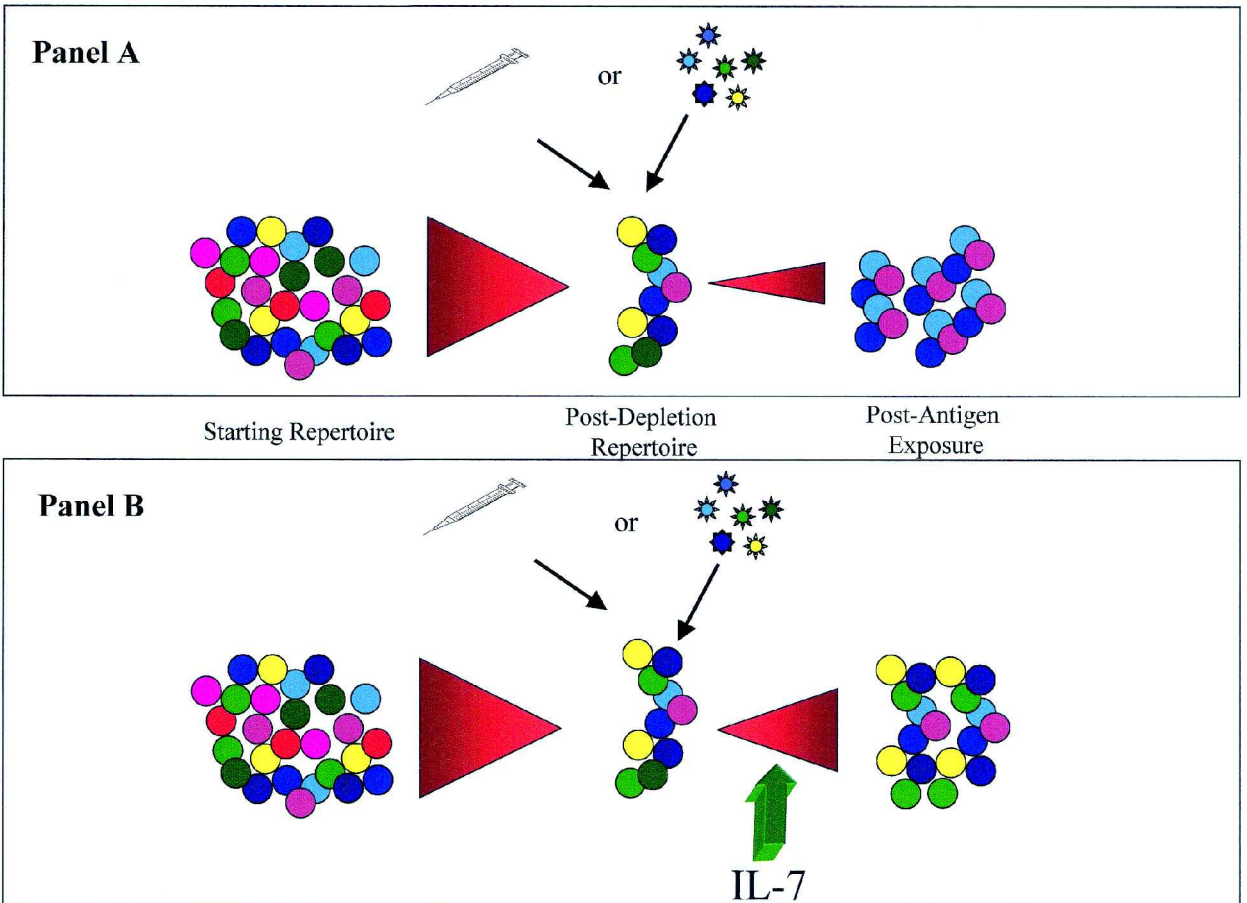 Panel A
or
Starting Repertoire
Post-Depletion
Repertoire
Post-Antigen
Exposure
Panel B
or
IL-7